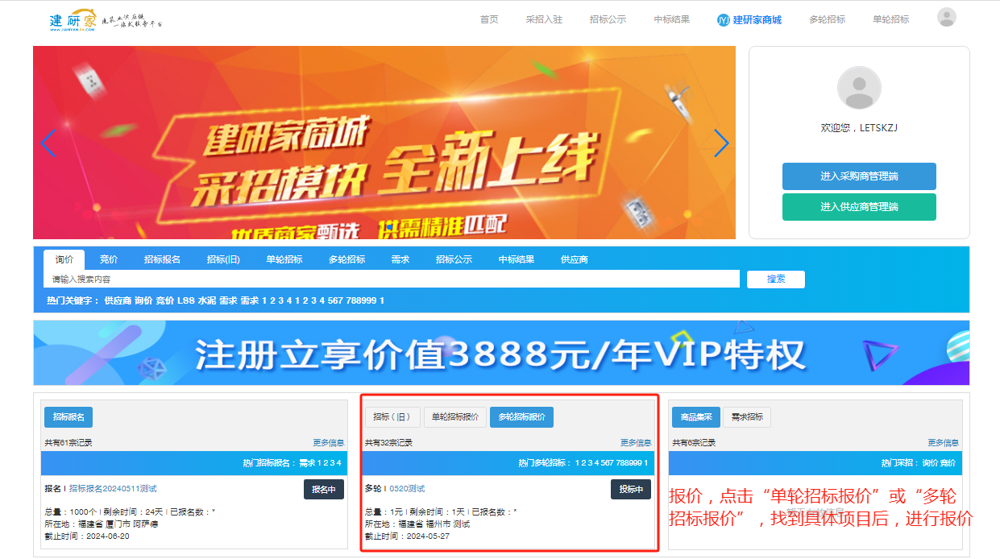 建研家
WWW.JIANYANJIA.COM
建筑业供应链
一站式服务平台
首页 采招入驻 招标公示 中标结果 建研家商城 多轮招标 单轮招标
建研家商城
采招模块 全新上线
优质商家甄选 供需精准匹配
欢迎您，LETSKZJ
进入采购商管理端
进入供应商管理端
询价 竞价 招标报名 招标(旧) 单轮招标 多轮招标 需求 招标公示 中标结果 供应商
请输入搜索内容 搜索
热门关键字： 供应商 询价 竞价 LSS 水泥 需求 需求 1 2 3 4 1 2 3 4 567 788999 1
注册立享价值3888元/年VIP特权
招标报名
共有61宗记录 更多信息
热门招标报名： 需求 1 2 3 4
报名 | 招标报名20240511测试 报名中
总量：1000个 | 剩余时间：24天 | 已报名数：*
所在地：福建省 厦门市 阿萨德
截止时间：2024-06-20
招标（旧） 单轮招标报价 多轮招标报价
共有32宗记录 更多信息
热门多轮招标： 1 2 3 4 567 788999 1
多轮 | 0520测试 投标中
总量：1元 | 剩余时间：1天 | 已报名数：*
所在地：福建省 福州市 测试
截止时间：2024-05-27
商品集采 需求招标
共有6宗记录 更多信息
热门采招： 询价 竞价
报价，点击“单轮招标报价”或“多轮
招标报价”，找到具体项目后，进行报价